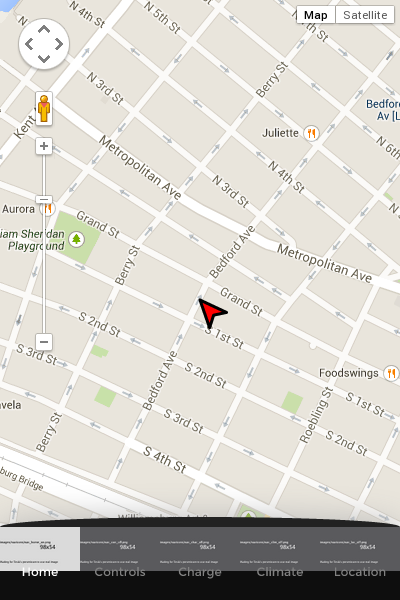 N 4th St
N 5th St
Map
Satellite
N 3rd St
Berry St
Kent
Bedford
Av [L
Juliette
Metropolitan Ave
N 6th
N 3rd St
N 4th St
Aurora
Grand St
iam Sheridan
Playground
Bedford Ave
Metropolitan Ave
Berry St
Grand St
S 1st St
S 2nd St
S 3rd St
Bedford Ave
S 2nd St
Foodswings
S 1st St
Roebling St
avela
Berry St
S 3rd St
S 2nd St
S 4th St
burg Bridge
98x54
98x54
98x54
98x54
98x54
Home
Controls
Charge
Climate
Location